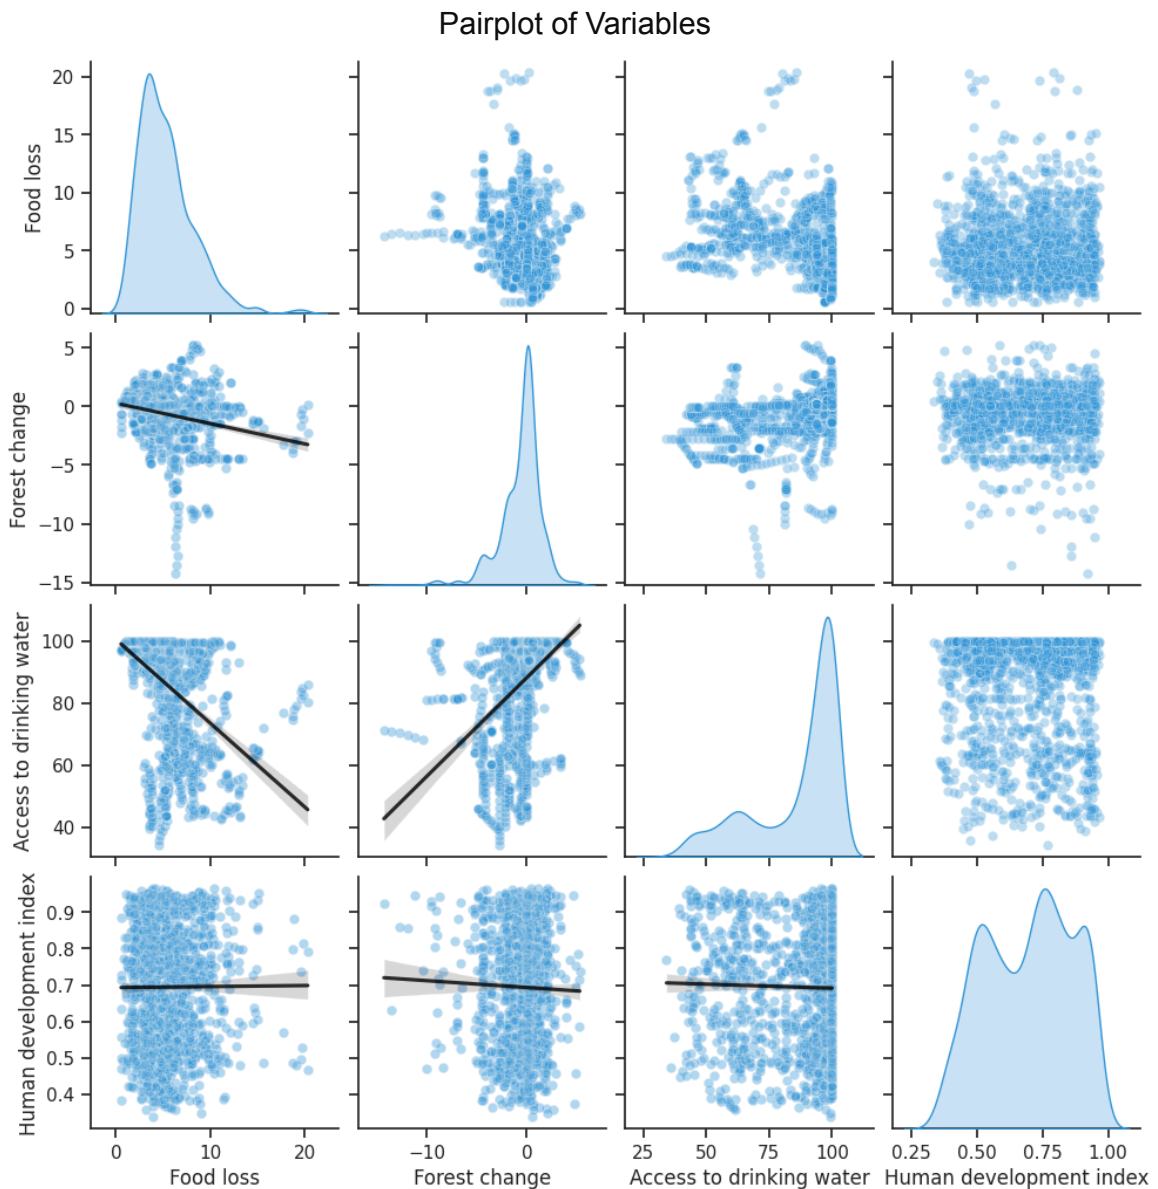 Pairplot of Variables
20
15
10
5
0
Food loss
5
0
−5
−10
−15
Forest change
100
80
60
40
Access to drinking water
0.9
0.8
0.7
0.6
0.5
0.4
Human development index
0 10 20
−10 0
25 50 75 100
0.25 0.50 0.75 1.00
Food loss
Forest change
Access to drinking water
Human development index